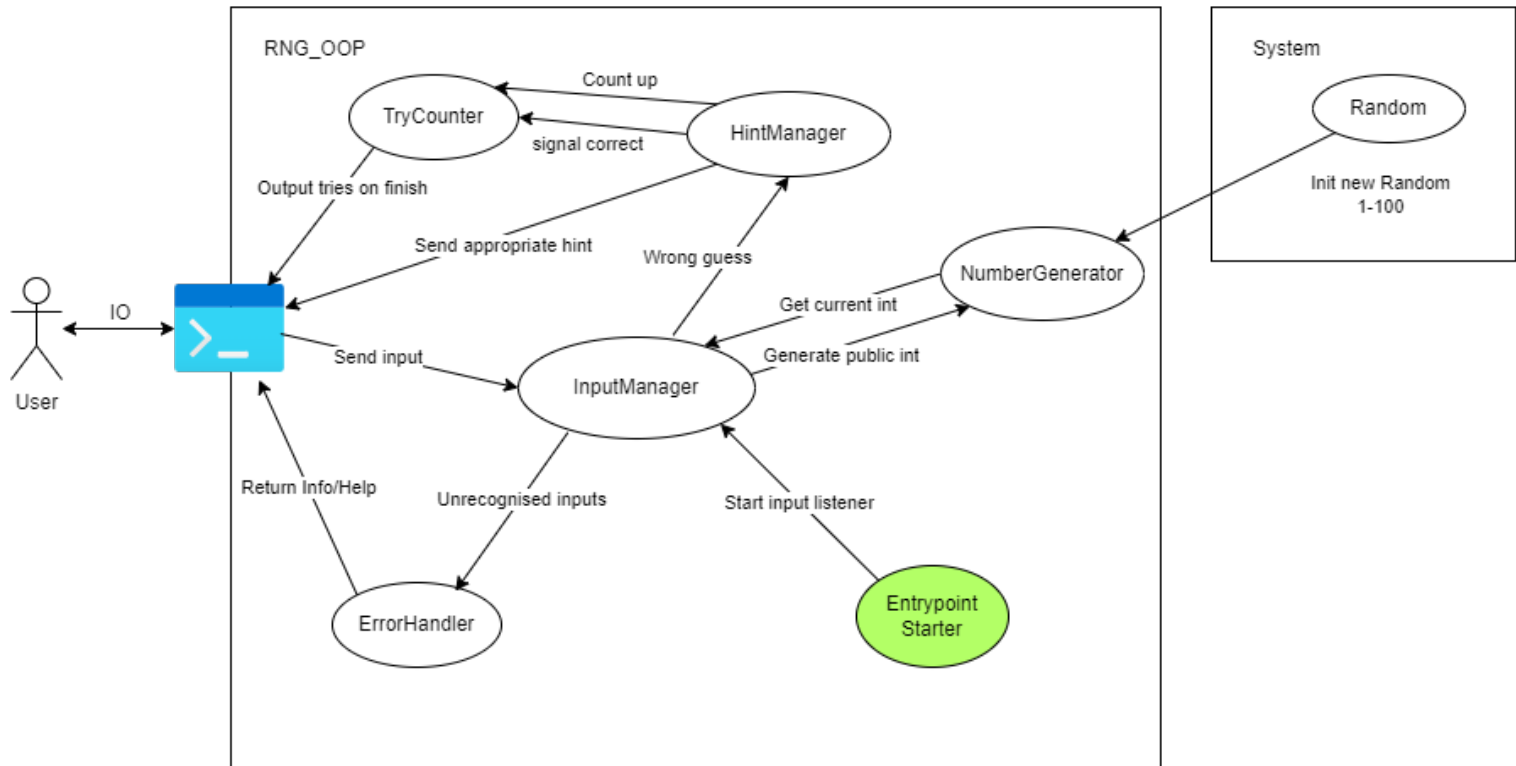 RNG_OOP
System
Count up
TryCounter
HintManager
Random
signal correct
Output tries on finish
Init new Random
1-100
Send appropriate hint
Wrong guess
NumberGenerator
Get current int
IO
>_
Send input
Generate public int
InputManager
User
Return Info/Help
Unrecognised inputs
Start input listener
Entrypoint
Starter
ErrorHandler